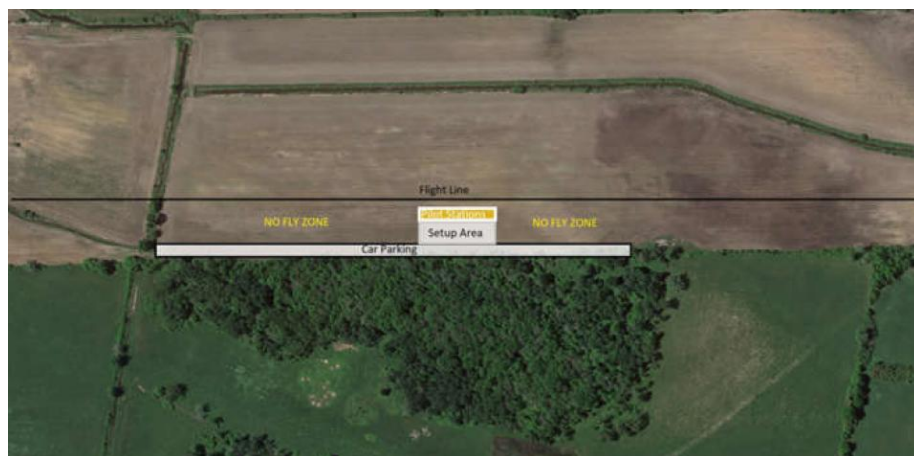 Flight Line
Pilot Stations
NO FLY ZONE
NO FLY ZONE
Setup Area
Car Parking